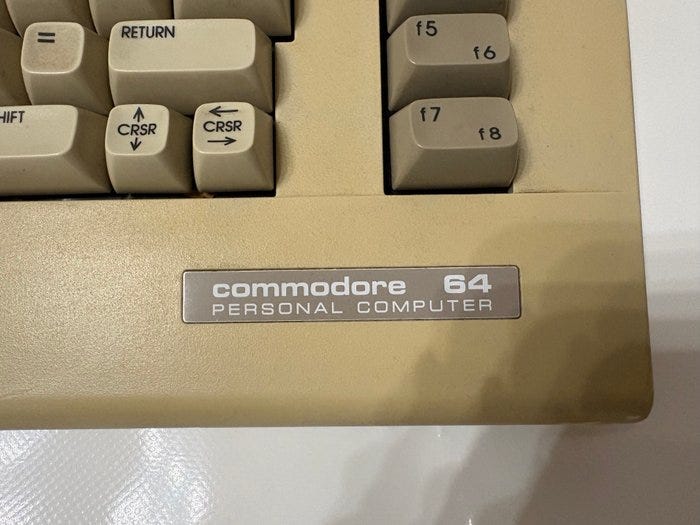 =
RETURN
f5
f6
HIFT
↑
CRSR
↓
←
CRSR
→
f7
f8
commodore 64
PERSONAL COMPUTER